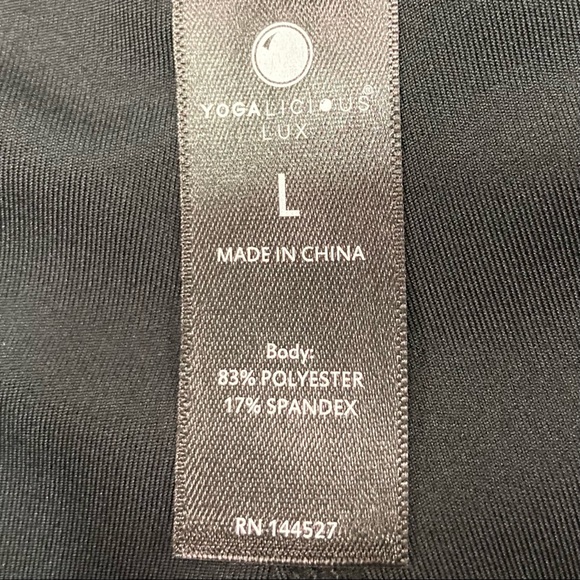 YOGALICIOUS®
LUX
L
MADE IN CHINA
Body:
83% POLYESTER
17% SPANDEX
RN 144527